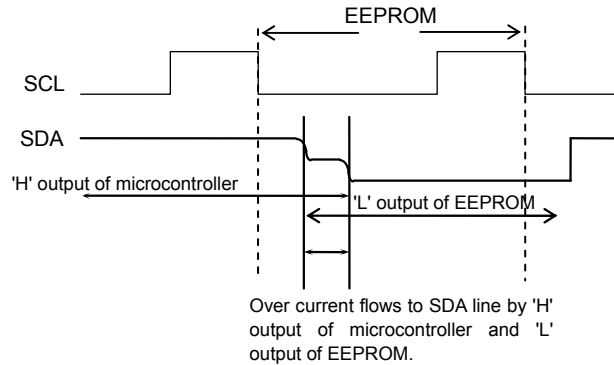 EEPROM
SCL
SDA
'H' output of microcontroller
'L' output of EEPROM
Over current flows to SDA line by 'H'
output of microcontroller and 'L'
output of EEPROM.